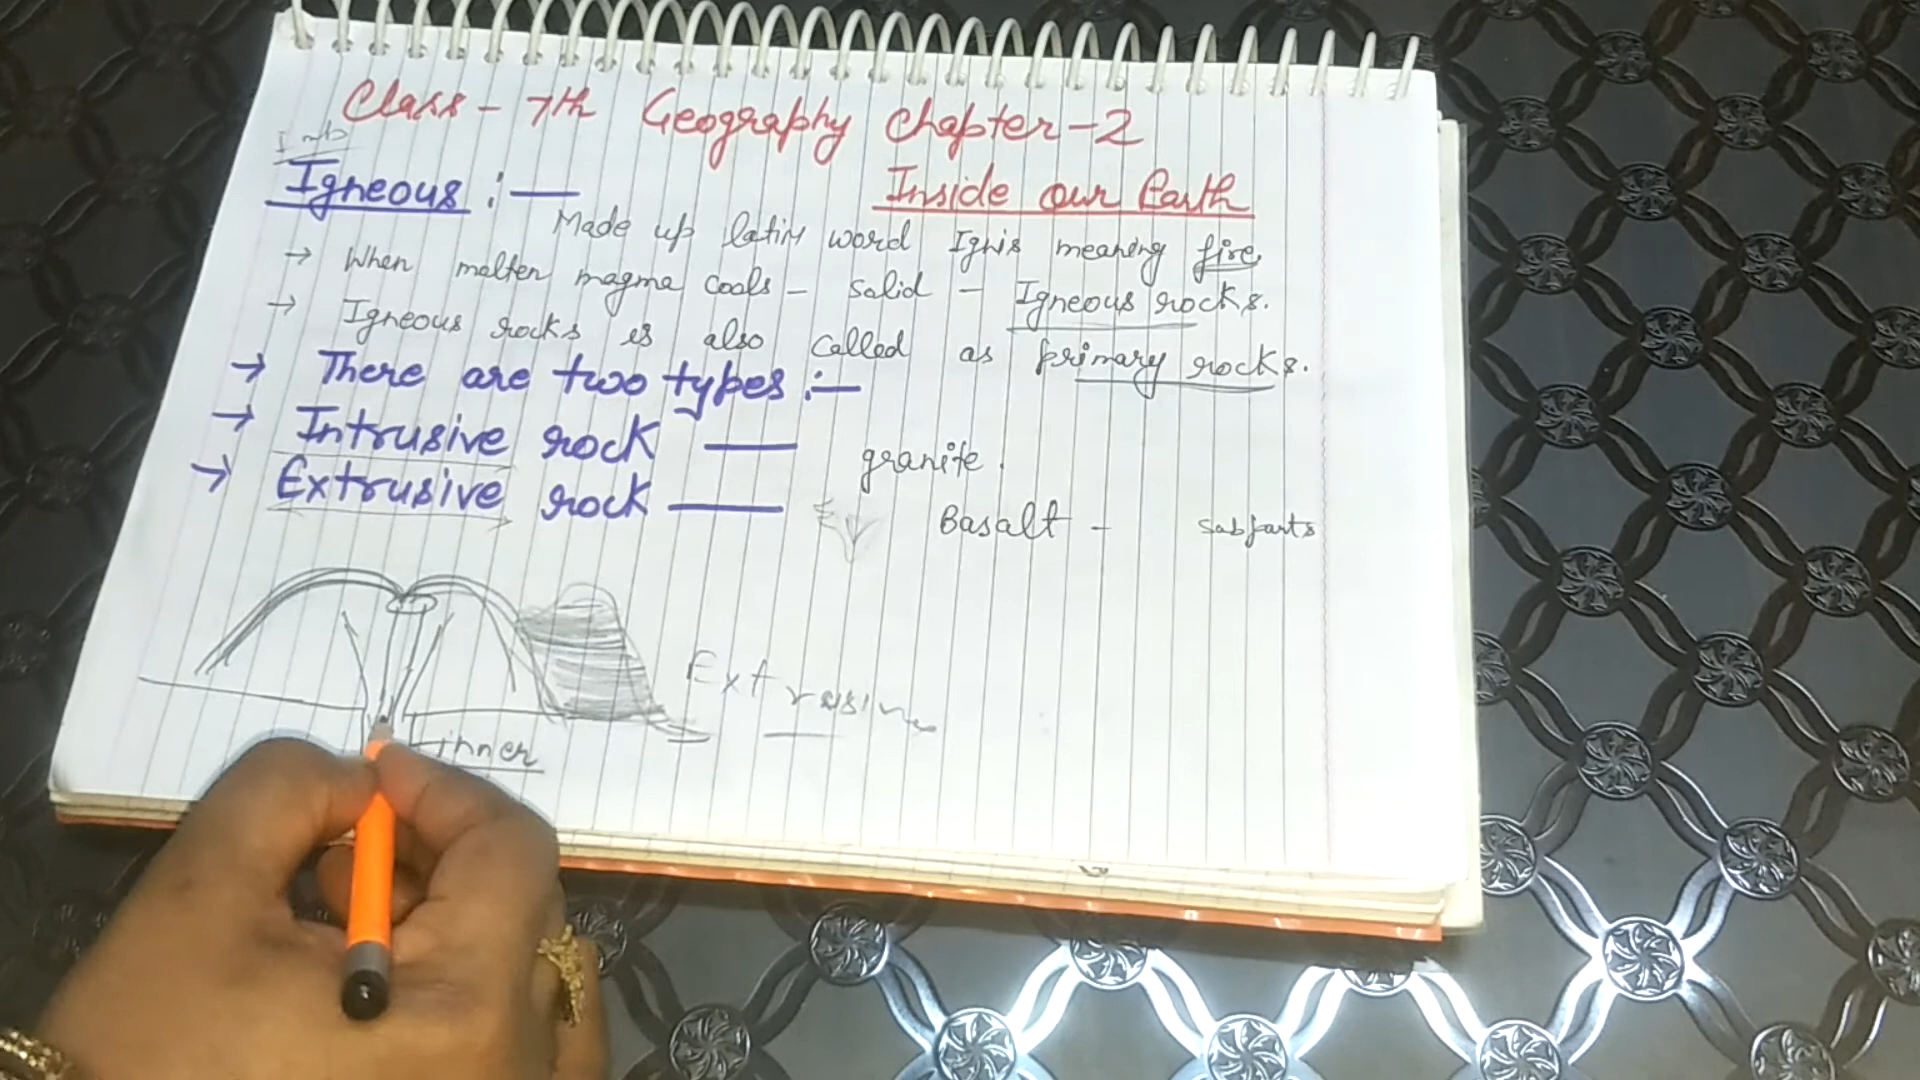 Class - 7th Geography Chapter-2
Inside our Earth
Igneous :—
Made up latin word Ignis meaning fire
→ When molten magma cools – solid – Igneous rocks.
→ Igneous rocks is also called as primary rocks.
→ There are two types :—
→ Intrusive rock — granite.
→ Extrusive rock — Basalt - subparts
Extrusive
inner